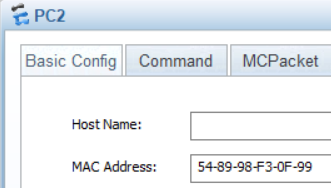 PC2
Basic Config Command MCPacket
Host Name:
MAC Address: 54-89-98-F3-0F-99